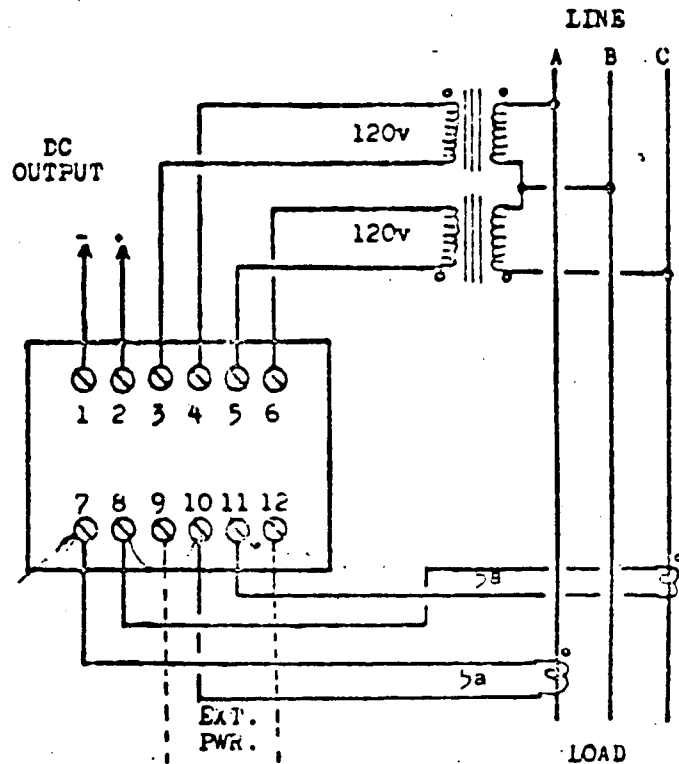 LINE
A B C
120v
DC
OUTPUT
120v
- +
1 2 3 4 5 6
7 8 9 10 11 12
5a
5a
EXT.
PWR.
LOAD